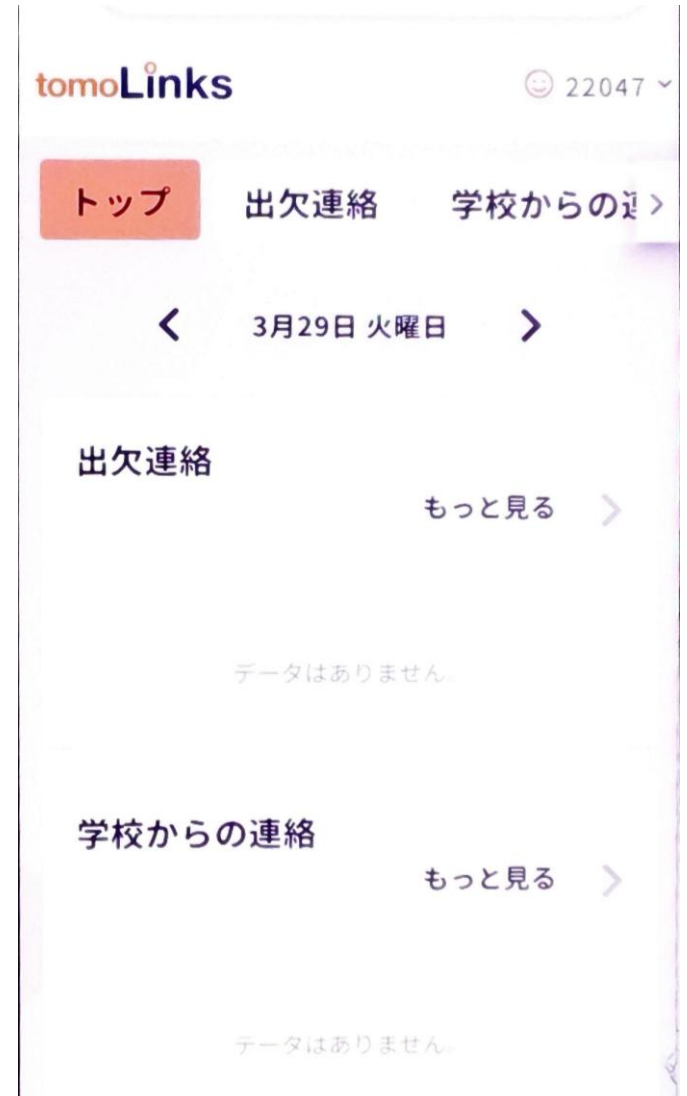 tomoLinks
22047
トップ 出欠連絡 学校からの
3月29日 火曜日
出欠連絡
もっと見る
データはありません。
学校からの連絡
もっと見る
データはありません。